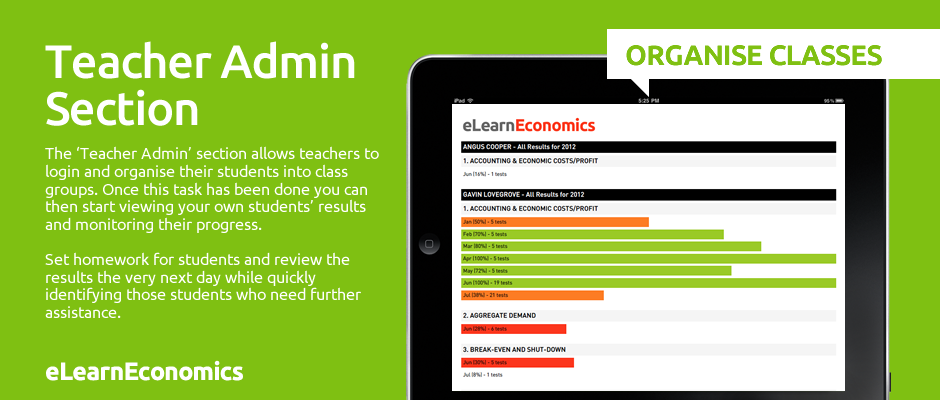 Teacher Admin
Section
The ‘Teacher Admin’ section allows teachers to
login and organise their students into class
groups. Once this task has been done you can
then start viewing your own students’ results
and monitoring their progress.
Set homework for students and review the
results the very next day while quickly
identifying those students who need further
assistance.
eLearnEconomics
ORGANISE CLASSES
iPad 5:25 PM 95%
eLearnEconomics
ANGUS COOPER - All Results for 2012
1. ACCOUNTING & ECONOMIC COSTS/PROFIT
Jun (16%) - 1 tests
GAVIN LOVEGROVE - All Results for 2012
1. ACCOUNTING & ECONOMIC COSTS/PROFIT
Jan (50%) - 5 tests
Feb (70%) - 5 tests
Mar (80%) - 5 tests
Apr (100%) - 5 tests
May (72%) - 5 tests
Jun (100%) - 19 tests
Jul (38%) - 21 tests
2. AGGREGATE DEMAND
Jun (28%) - 6 tests
3. BREAK-EVEN AND SHUT-DOWN
Jun (30%) - 5 tests
Jul (8%) - 1 tests